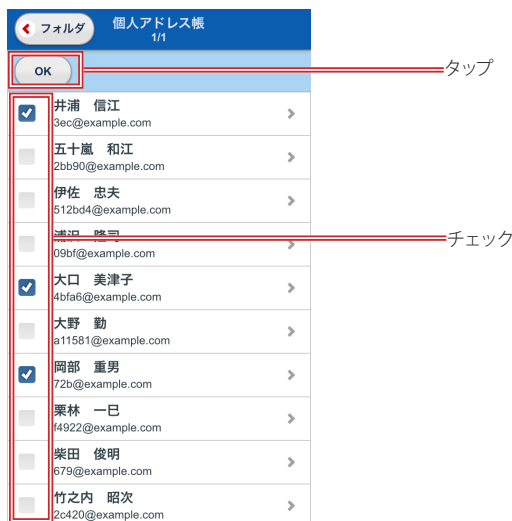 フォルダ
個人アドレス帳
1/1
OK
タップ
井浦　信江
3ec@example.com
五十嵐　和江
2bb90@example.com
伊佐　忠夫
512bd4@example.com
浦沢　隆司
09bf@example.com
チェック
大口　美津子
4bfa6@example.com
大野　勤
a11581@example.com
岡部　重男
72b@example.com
栗林　一巳
f4922@example.com
柴田　俊明
679@example.com
竹之内　昭次
2c420@example.com